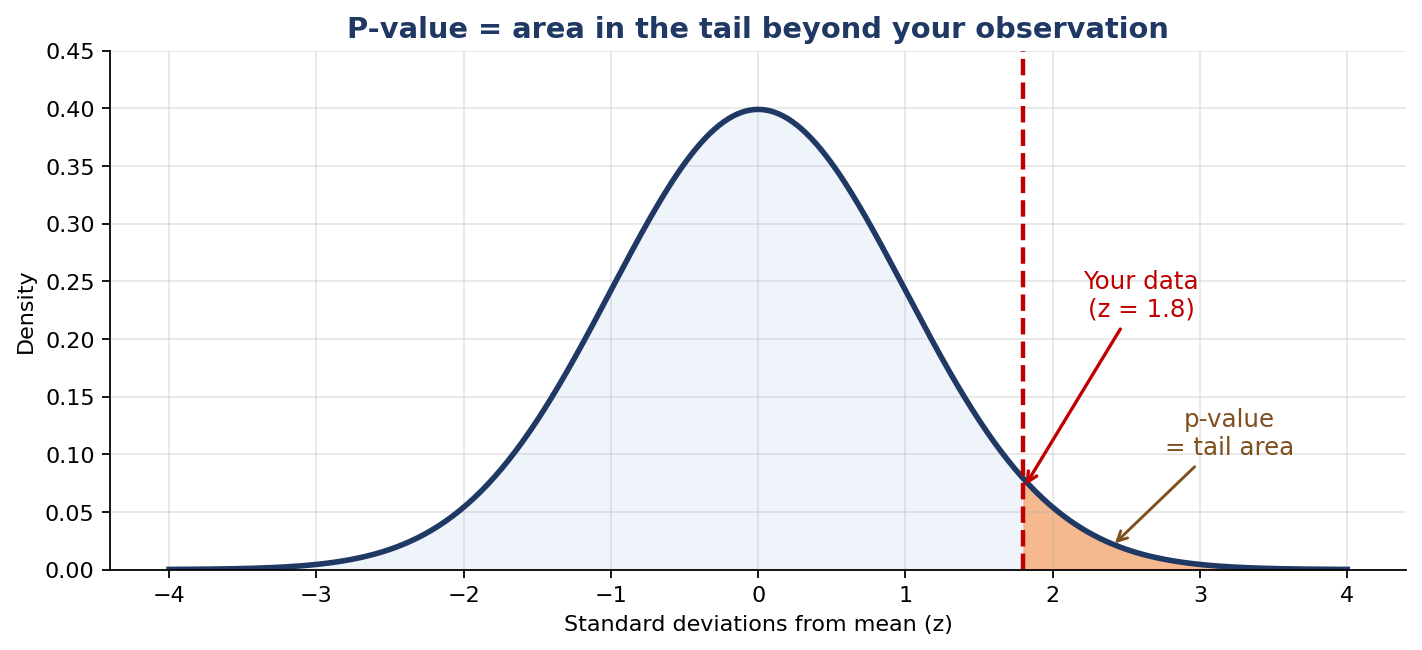 P-value = area in the tail beyond your observation
0.45
0.40
0.35
0.30
0.25
0.20
0.15
0.10
0.05
0.00
Density
Your data
(z = 1.8)
p-value
= tail area
−4
−3
−2
−1
0
1
2
3
4
Standard deviations from mean (z)